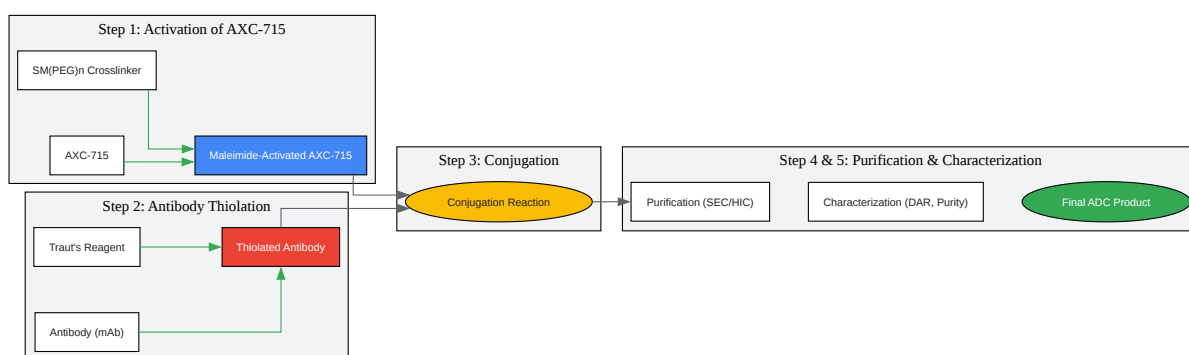 Step 1: Activation of AXC-715
SM(PEG)n Crosslinker
AXC-715
Maleimide-Activated AXC-715
Step 2: Antibody Thiolation
Traut's Reagent
Thiolated Antibody
Antibody (mAb)
Step 3: Conjugation
Conjugation Reaction
Step 4 & 5: Purification & Characterization
Purification (SEC/HIC)
Characterization (DAR, Purity)
Final ADC Product